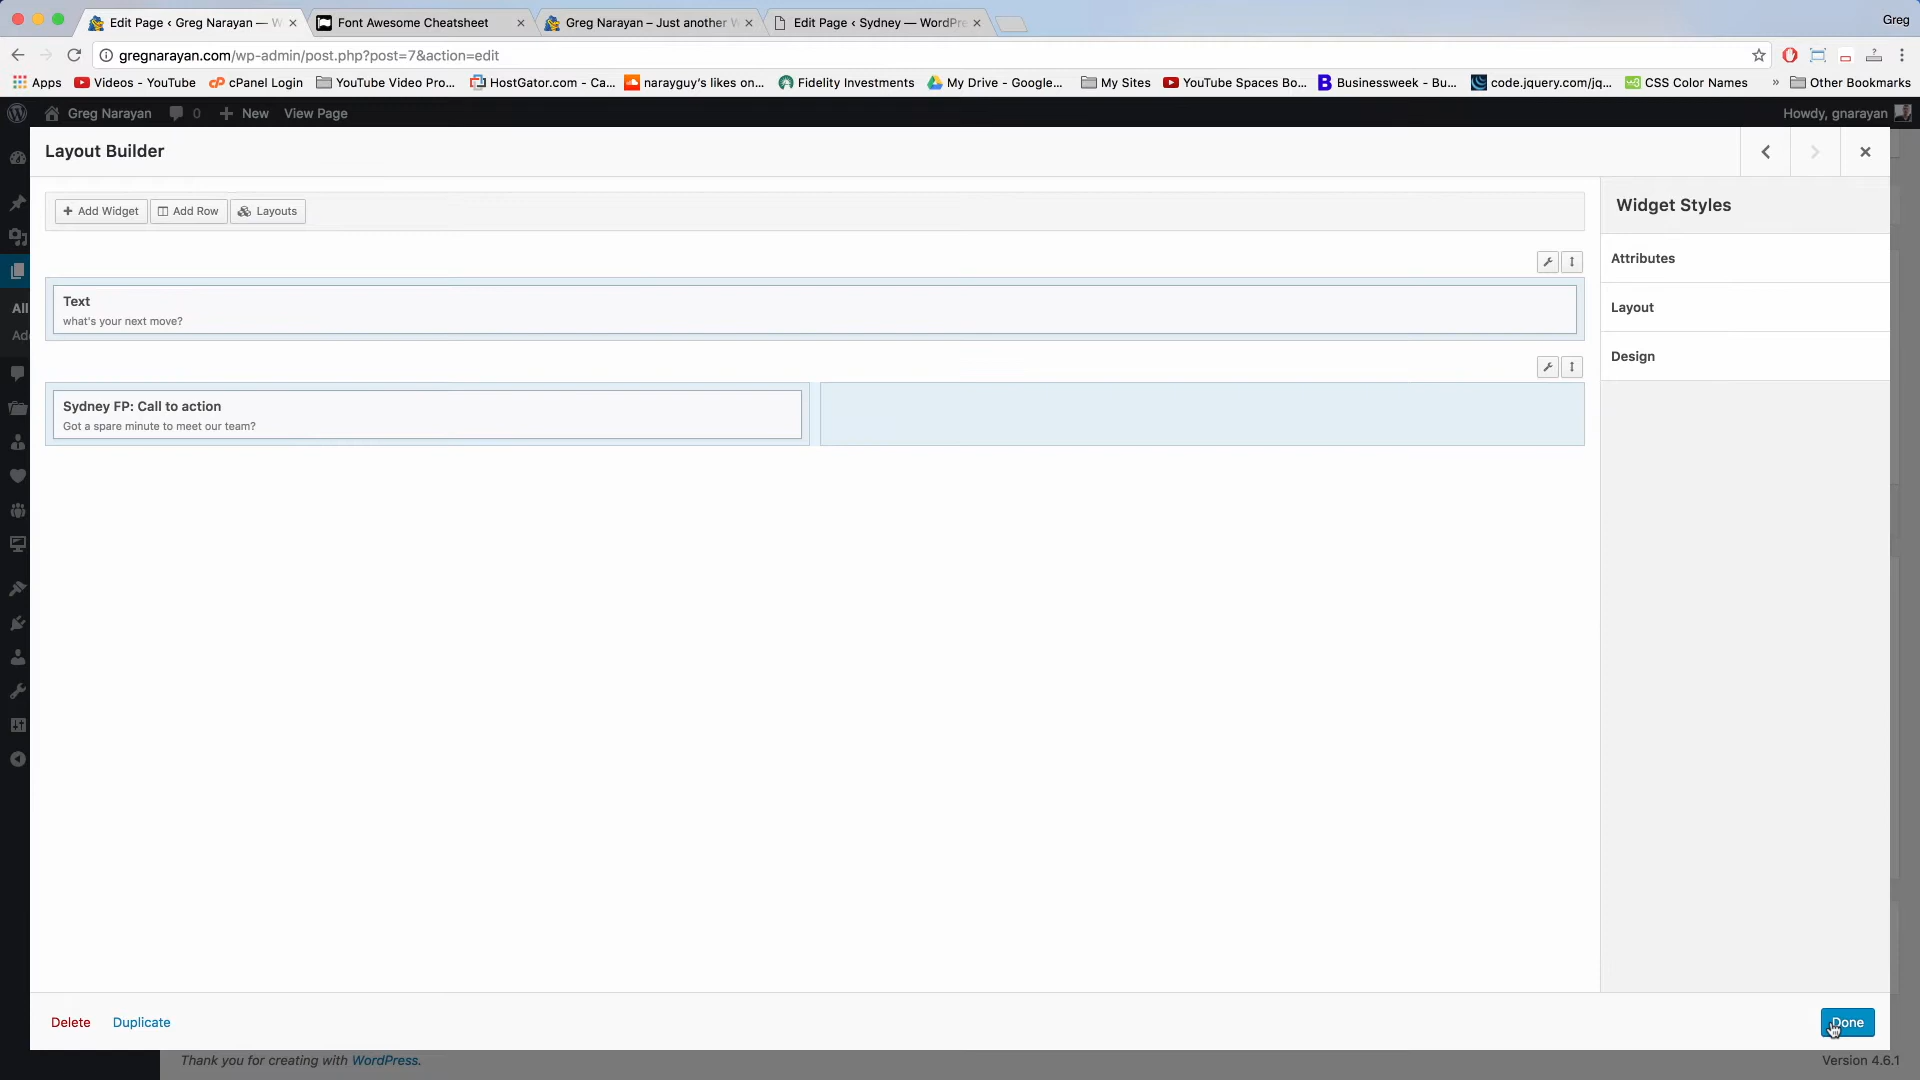 Edit Page ‹ Greg Narayan — W
Font Awesome Cheatsheet
Greg Narayan – Just another W
Edit Page ‹ Sydney — WordPre
Greg
gregnarayan.com/wp-admin/post.php?post=7&action=edit
Apps
Videos - YouTube
cPanel Login
YouTube Video Pro...
HostGator.com - Ca...
narayguy's likes on...
Fidelity Investments
My Drive - Google...
My Sites
YouTube Spaces Bo...
Businessweek - Bu...
code.jquery.com/jq...
CSS Color Names
»
Other Bookmarks
Greg Narayan
0
New
View Page
Howdy, gnarayan
Layout Builder
Add Widget
Add Row
Layouts
Widget Styles
Attributes
Layout
Design
Text
what's your next move?
All
Sydney FP: Call to action
Got a spare minute to meet our team?
Delete
Duplicate
Done
Thank you for creating with WordPress.
Version 4.6.1